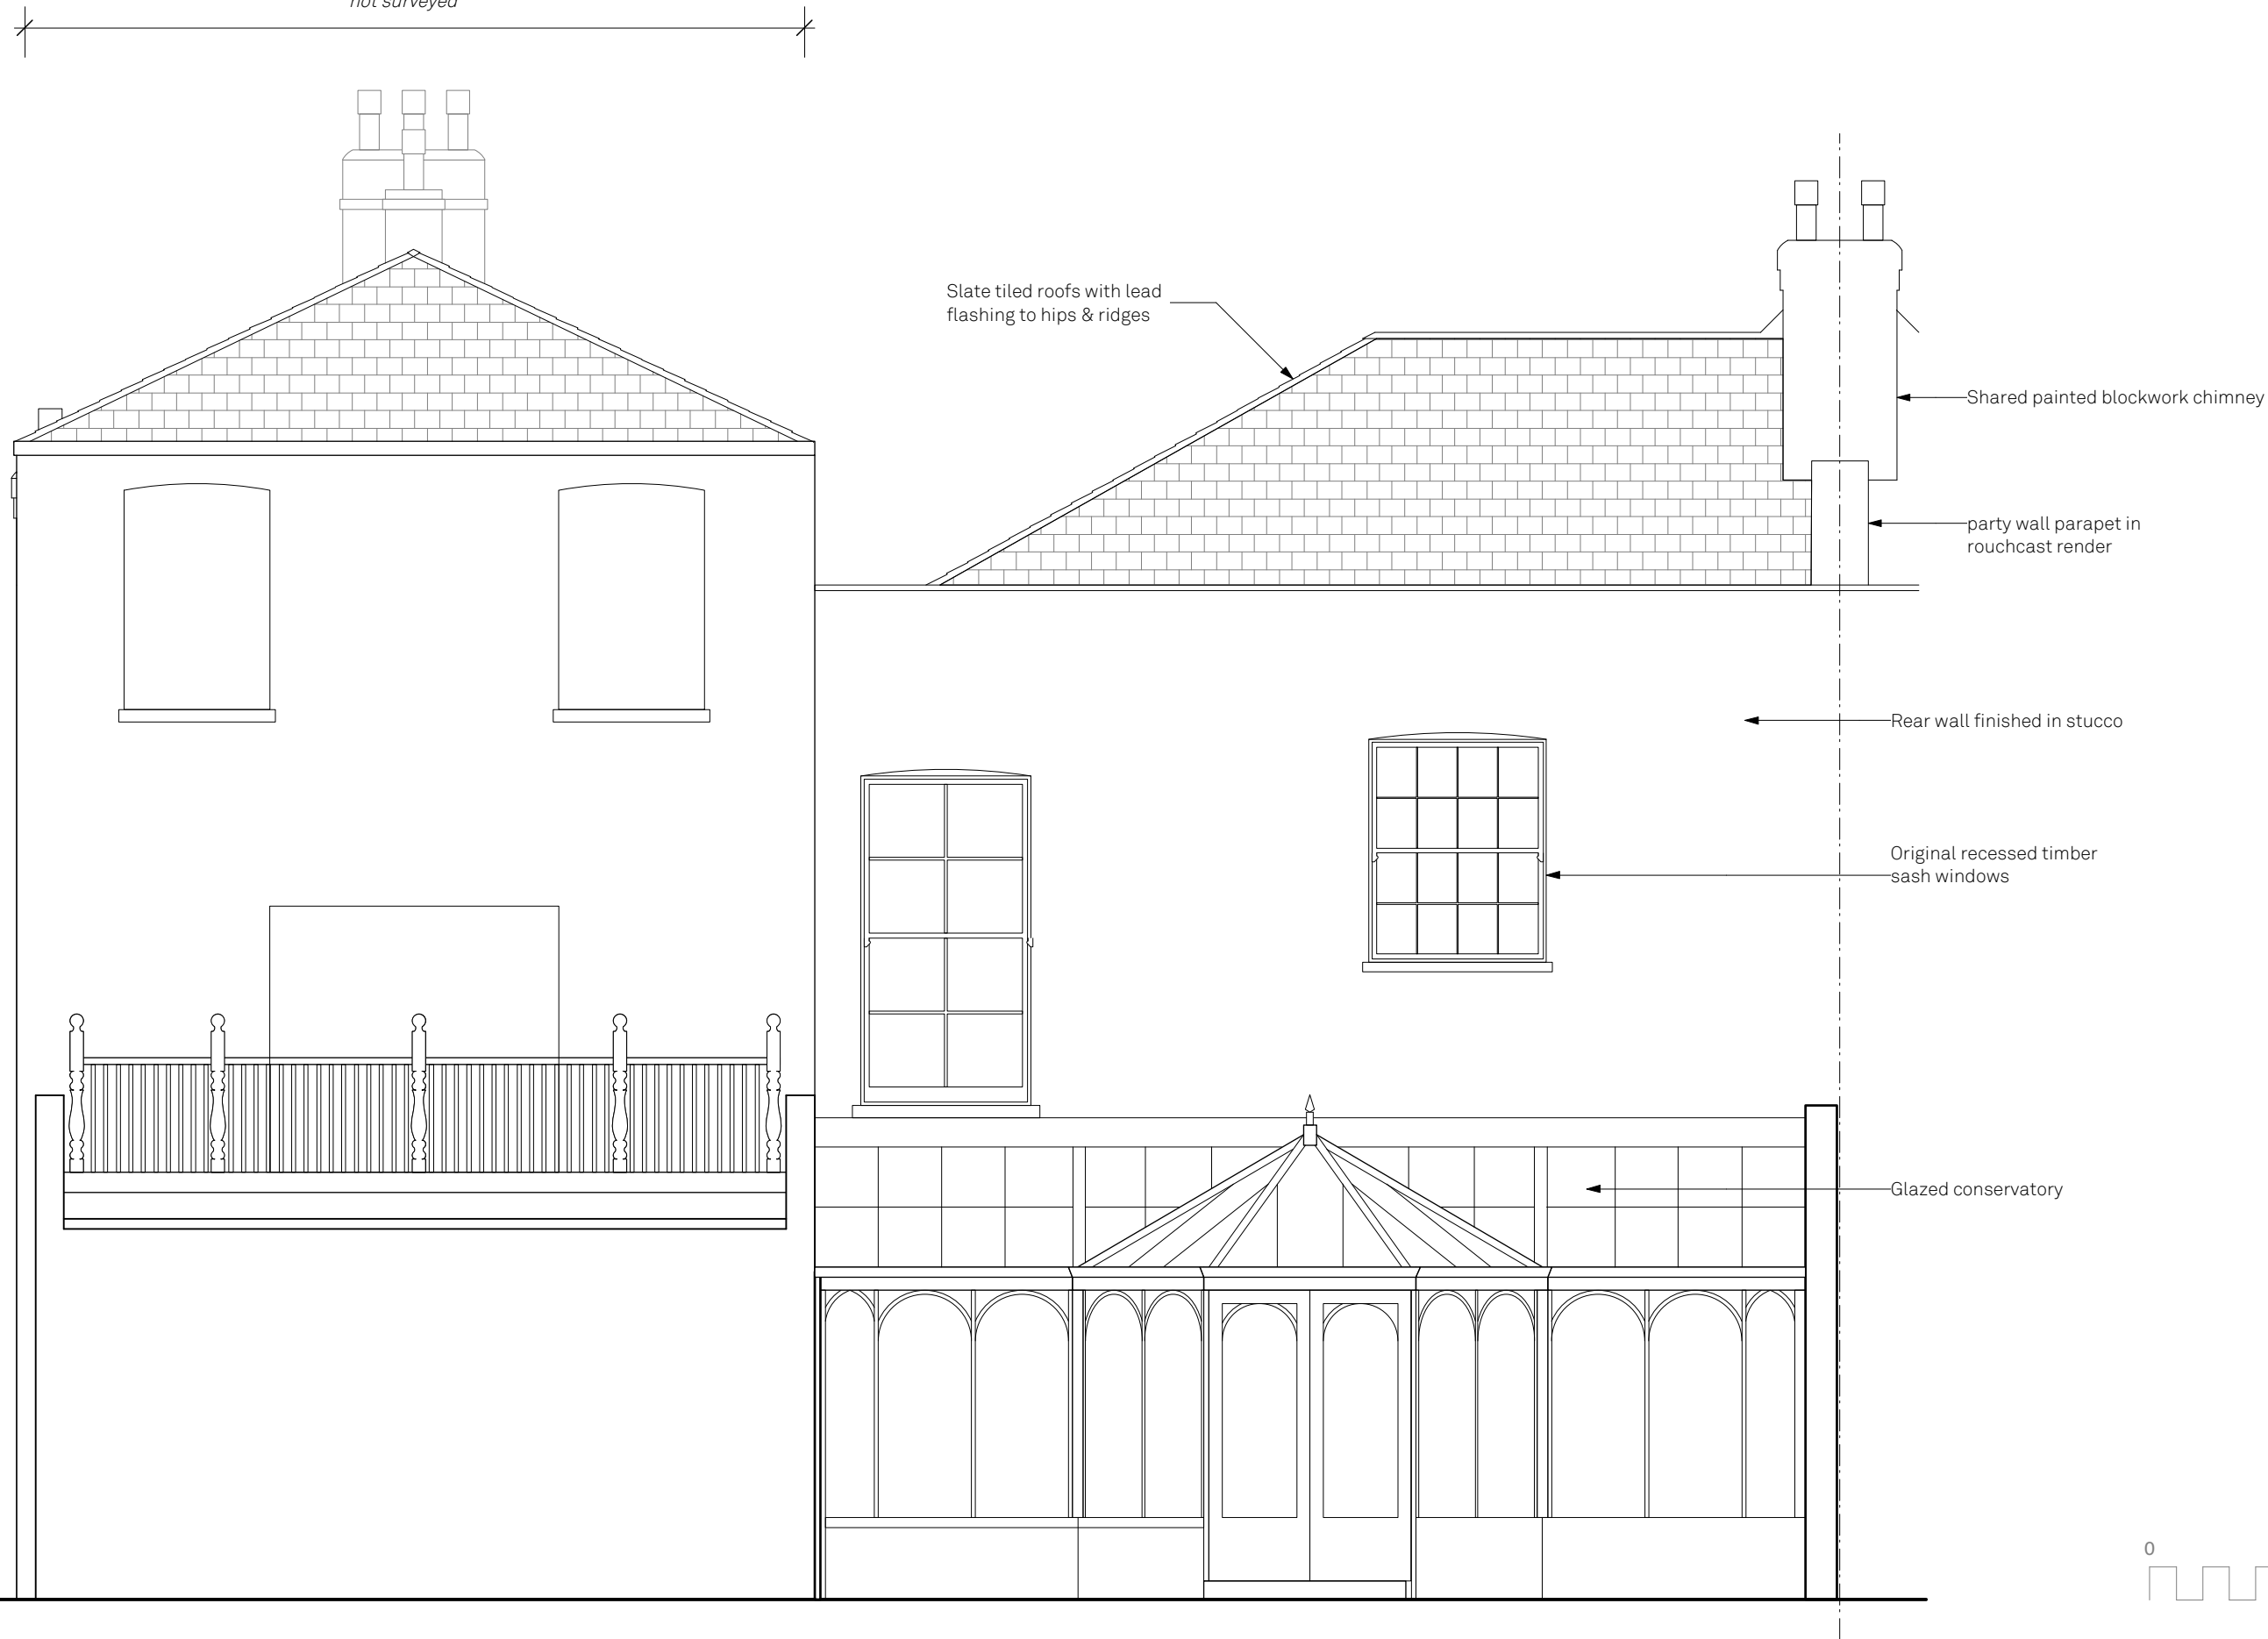 not surveyed
Slate tiled roofs with lead
flashing to hips & ridges
Shared painted blockwork chimney
party wall parapet in
rouchcast render
Rear wall finished in stucco
Original recessed timber
sash windows
Glazed conservatory
0